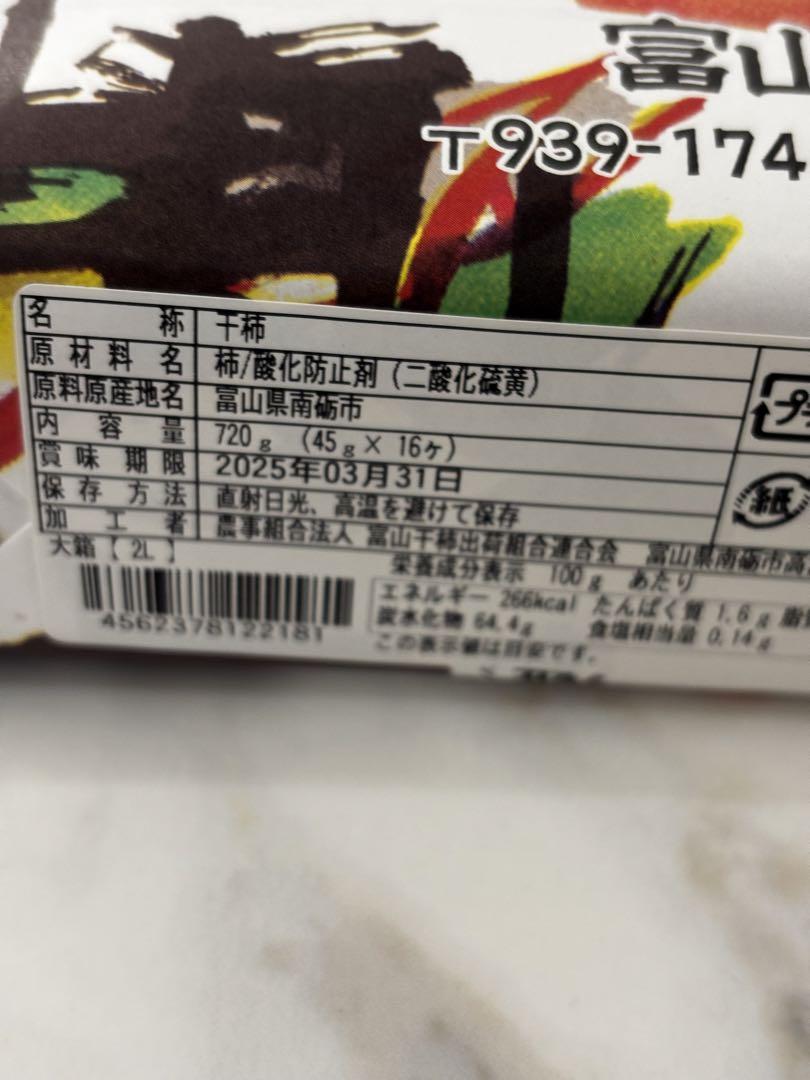 富山
〒939-174
名称 干柿
原材料名 柿/酸化防止剤（二酸化硫黄）
原料原産地名 富山県南砺市
内容量 720g （45g×16ヶ）
賞味期限 2025年03月31日
保存方法 直射日光、高温を避けて保存
加工者 農事組合法人 富山干柿出荷組合連合会 富山県南砺市高
大箱【2L】
栄養成分表示 100g あたり
エネルギー 266kcal たんぱく質 1.6g 脂
炭水化物 64.4g 食塩相当量 0.14g
この表示値は目安です。
4562378122181
プラ
紙